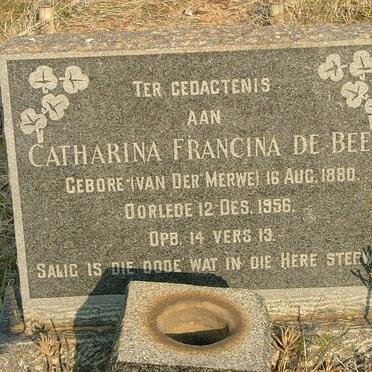 TER GEDACTENIS
AAN
CATHARINA FRANCINA DE BEE
GEBORE (VAN DER MERWE) 16 AUG. 1880.
OORLEDE 12 DES. 1956.
OPB. 14 VERS 13.
SALIG IS DIE DODE WAT IN DIE HERE STER